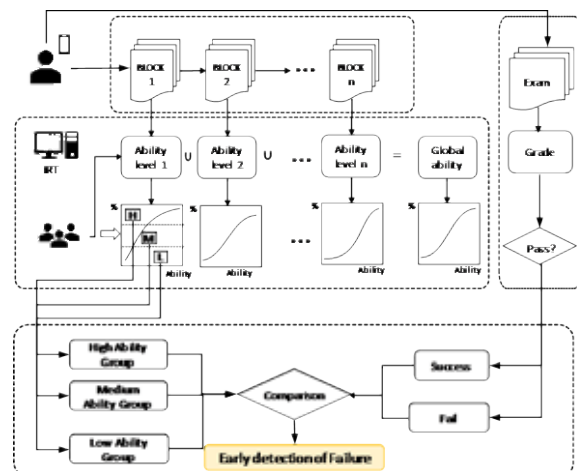 BLOCK
1
BLOCK
2
...
BLOCK
n
Exam
IRT
Ability
level 1
U
Ability
level 2
U
...
Ability
level n
=
Global
ability
Grade
%
H
M
L
Ability
%
Ability
...
%
Ability
%
Ability
Pass?
High Ability
Group
Medium
Ability Group
Low Ability
Group
Comparison
Success
Fail
Early detection of Failure